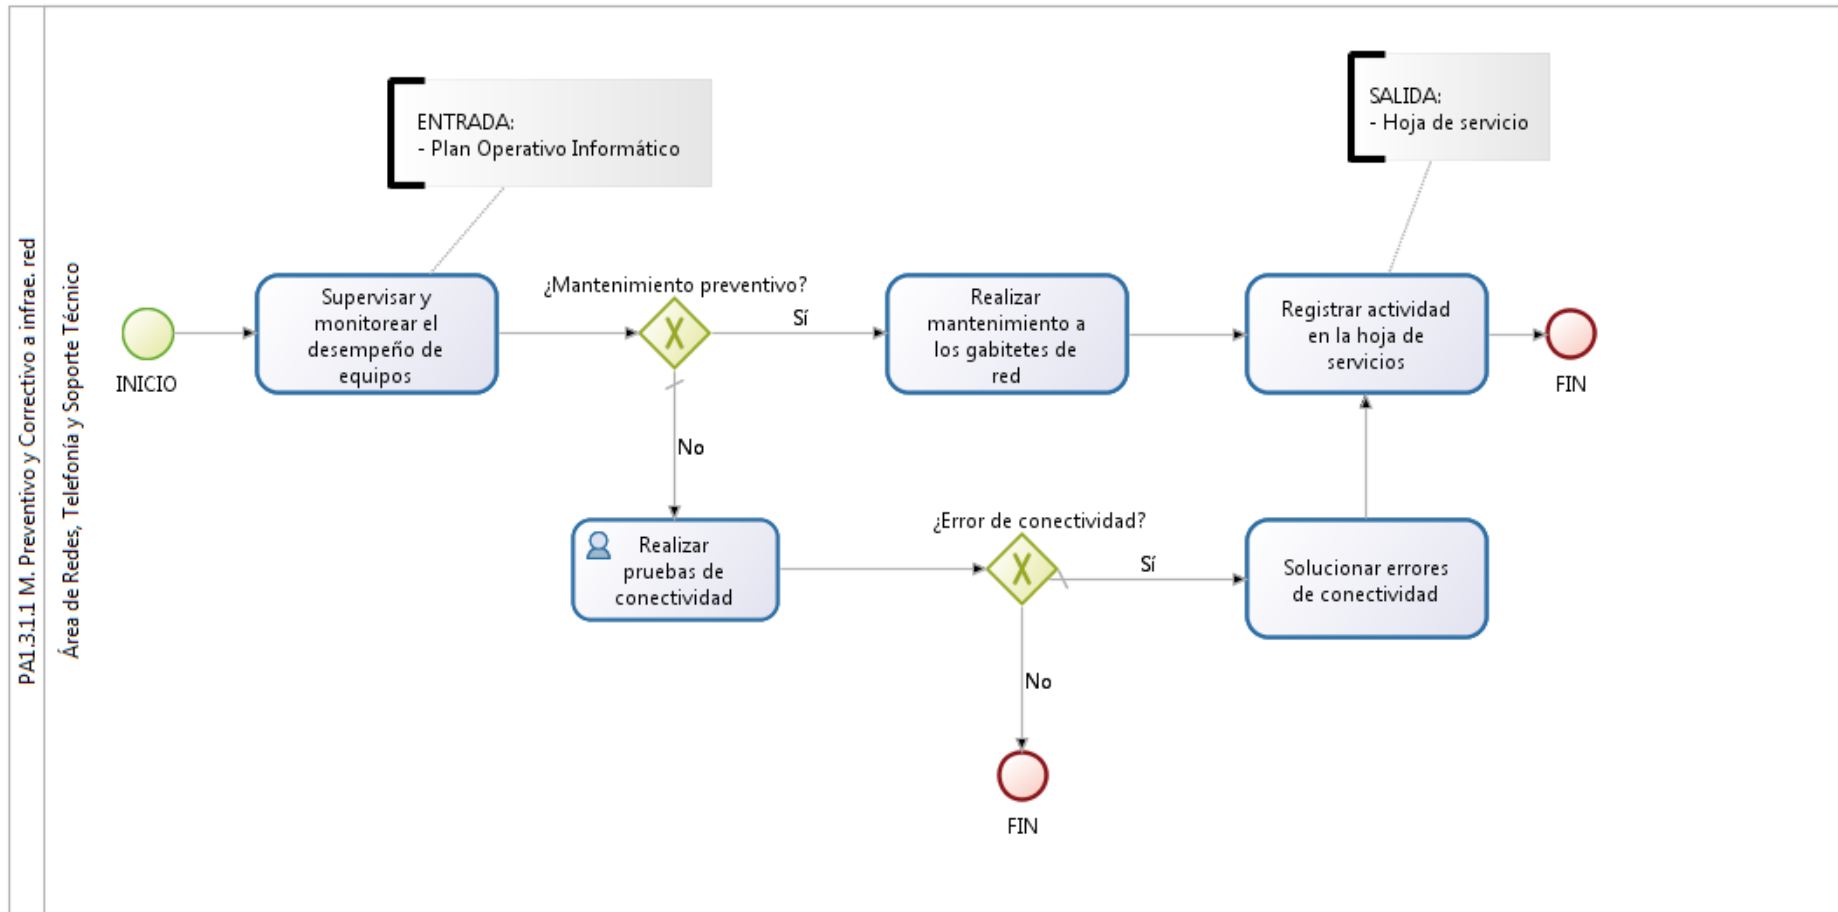 PA1.3.1.1 M. Preventivo y Correctivo a infrae. red
Área de Redes, Telefonía y Soporte Técnico
ENTRADA:
- Plan Operativo Informático
SALIDA:
- Hoja de servicio
INICIO
Supervisar y
monitorear el
desempeño de
equipos
¿Mantenimiento preventivo?
Sí
Realizar
mantenimiento a
los gabitetes de
red
Registrar actividad
en la hoja de
servicios
FIN
No
Realizar
pruebas de
conectividad
¿Error de conectividad?
Sí
Solucionar errores
de conectividad
No
FIN